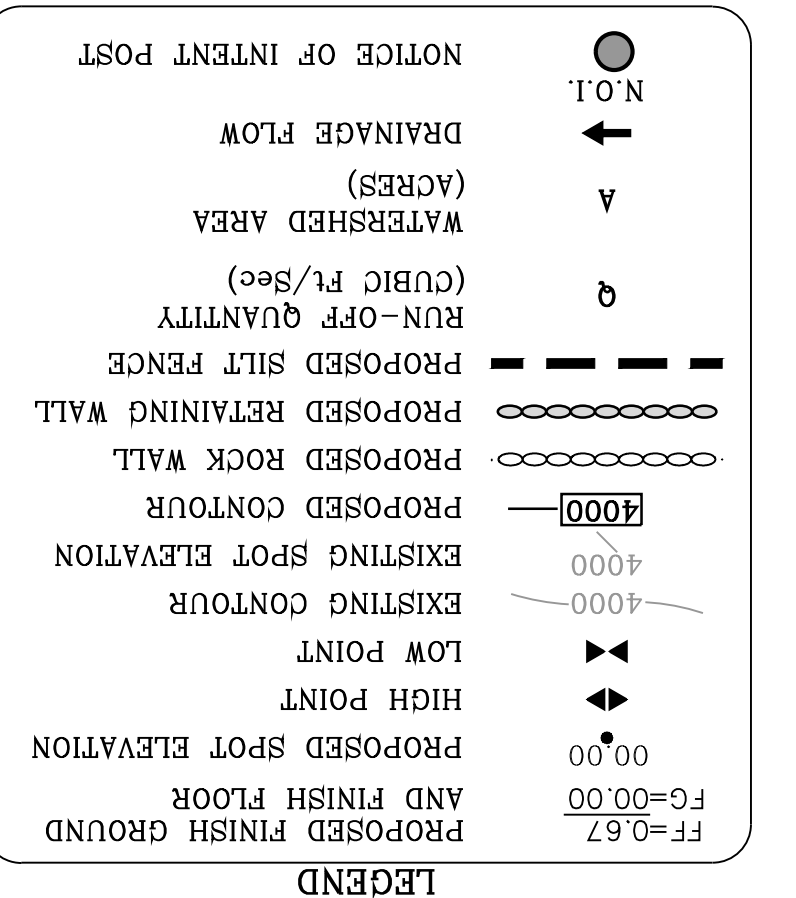 LEGEND
FF=0.67 PROPOSED FINISH GROUND
FG=00.00 AND FINISH FLOOR
00.00 PROPOSED SPOT ELEVATION
HIGH POINT
LOW POINT
4000 EXISTING CONTOUR
4000 EXISTING SPOT ELEVATION
4000 PROPOSED CONTOUR
PROPOSED ROCK WALL
PROPOSED RETAINING WALL
PROPOSED SILT FENCE
Q RUN-OFF QUANTITY
(CUBIC Ft/Sec)
A WATERSHED AREA
(ACRES)
DRAINAGE FLOW
N.O.I.
NOTICE OF INTENT POST